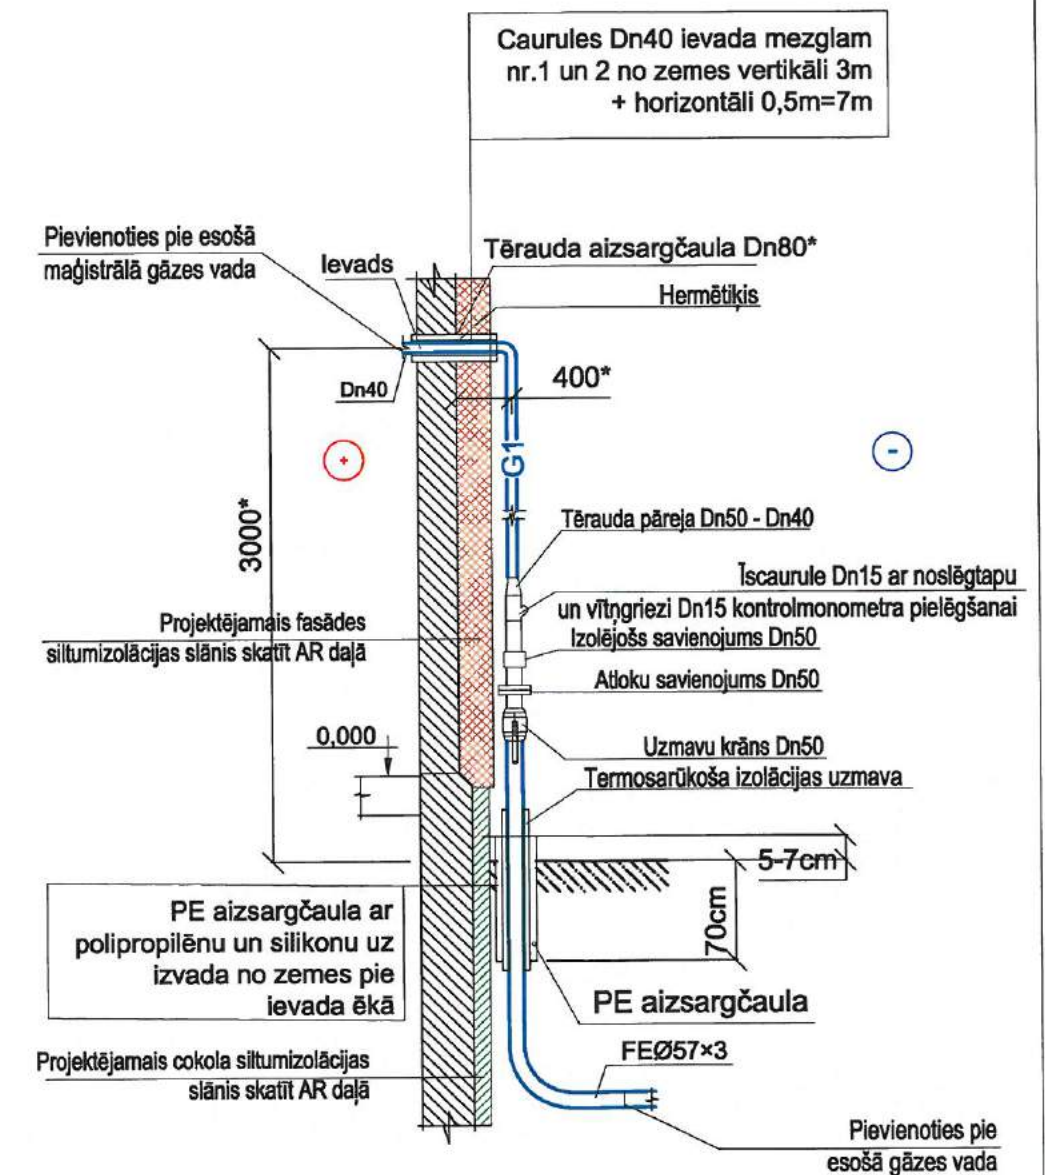 Caurules Dn40 ievada mezglam
nr.1 un 2 no zemes vertikāli 3m
+ horizontāli 0,5m=7m
Pievienoties pie esošā
maģistrālā gāzes vada
Ievads
Tērauda aizsargčaula Dn80*
Hermētiķis
Dn40
400*
+
G1
-
3000*
Tērauda pāreja Dn50 - Dn40
Īscaurule Dn15 ar noslēgtapu
un vītņgriezi Dn15 kontrolmonometra pielēgšanai
Projektējamais fasādes
siltumizolācijas slānis skatīt AR daļā
Izolējošs savienojums Dn50
Atloku savienojums Dn50
0,000
Uzmavu krāns Dn50
Termosarūkoša izolācijas uzmava
5-7cm
70cm
PE aizsargčaula ar
polipropilēnu un silikonu uz
izvada no zemes pie
ievada ēkā
PE aizsargčaula
Projektējamais cokola siltumizolācijas
slānis skatīt AR daļā
FEØ57×3
Pievienoties pie
esošā gāzes vada